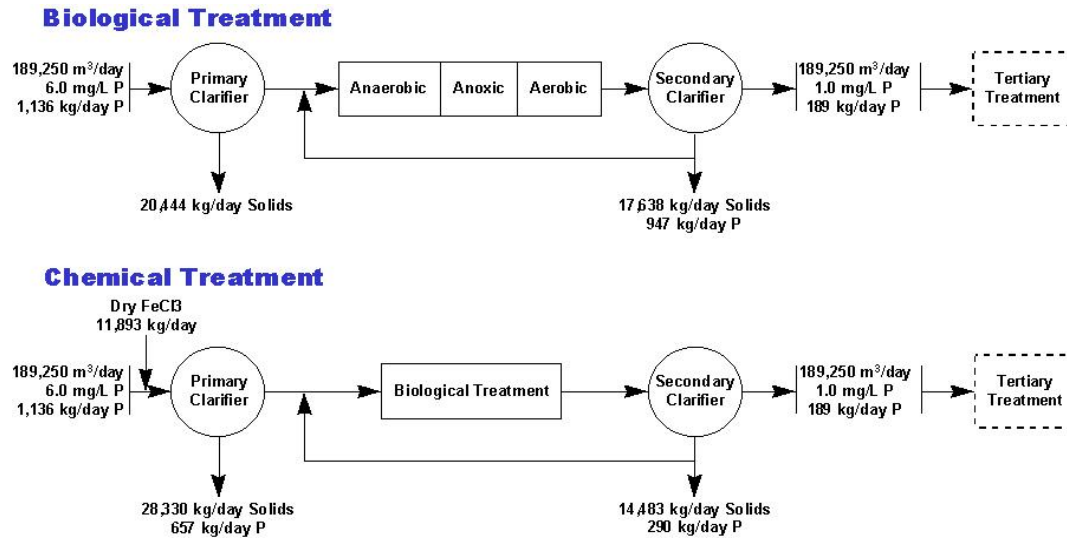 Biological Treatment
189,250 m³/day
6.0 mg/L P
1,136 kg/day P
Primary
Clarifier
Anaerobic
Anoxic
Aerobic
Secondary
Clarifier
189,250 m³/day
1.0 mg/L P
189 kg/day P
Tertiary
Treatment
20,444 kg/day Solids
17,638 kg/day Solids
947 kg/day P
Chemical Treatment
Dry FeCl3
11,893 kg/day
189,250 m³/day
6.0 mg/L P
1,136 kg/day P
Primary
Clarifier
Biological Treatment
Secondary
Clarifier
189,250 m³/day
1.0 mg/L P
189 kg/day P
Tertiary
Treatment
28,330 kg/day Solids
657 kg/day P
14,483 kg/day Solids
290 kg/day P